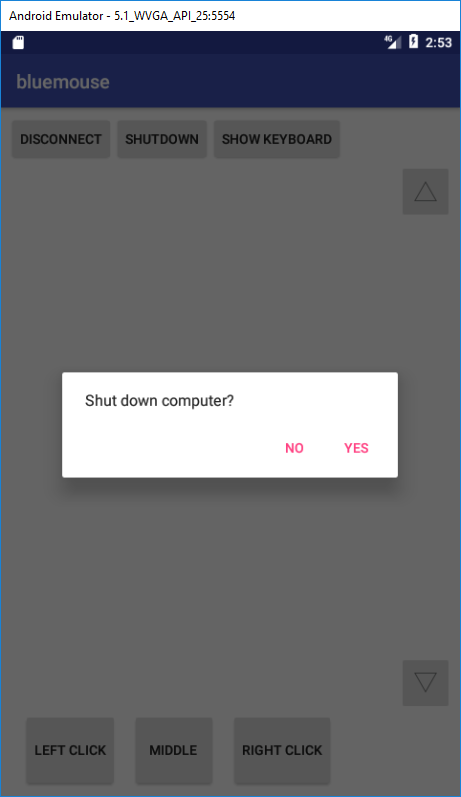 Android Emulator - 5.1_WVGA_API_25:5554
4G 2:53
bluemouse
DISCONNECT SHUTDOWN SHOW KEYBOARD
Shut down computer?
NO YES
LEFT CLICK MIDDLE RIGHT CLICK